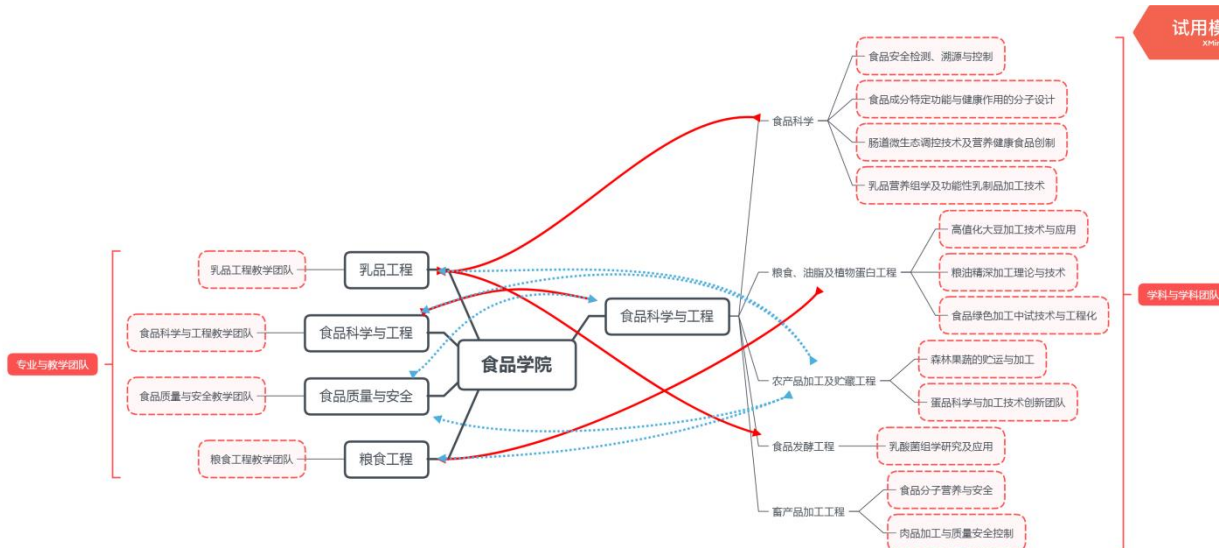 试用模
XMin
食品安全检测、溯源与控制
食品成分特定功能与健康作用的分子设计
食品科学
肠道微生态调控技术及营养健康食品创制
乳品营养组学及功能性乳制品加工技术
高值化大豆加工技术与应用
乳品工程教学团队
乳品工程
粮食、油脂及植物蛋白工程
粮油精深加工理论与技术
学科与学科团队
食品科学与工程教学团队
食品科学与工程
食品科学与工程
食品绿色加工中试技术与工程化
专业与教学团队
食品学院
森林果蔬的贮运与加工
食品质量与安全教学团队
食品质量与安全
农产品加工及贮藏工程
蛋品科学与加工技术创新团队
粮食工程教学团队
粮食工程
食品发酵工程
乳酸菌组学研究及应用
食品分子营养与安全
畜产品加工工程
肉品加工与质量安全控制